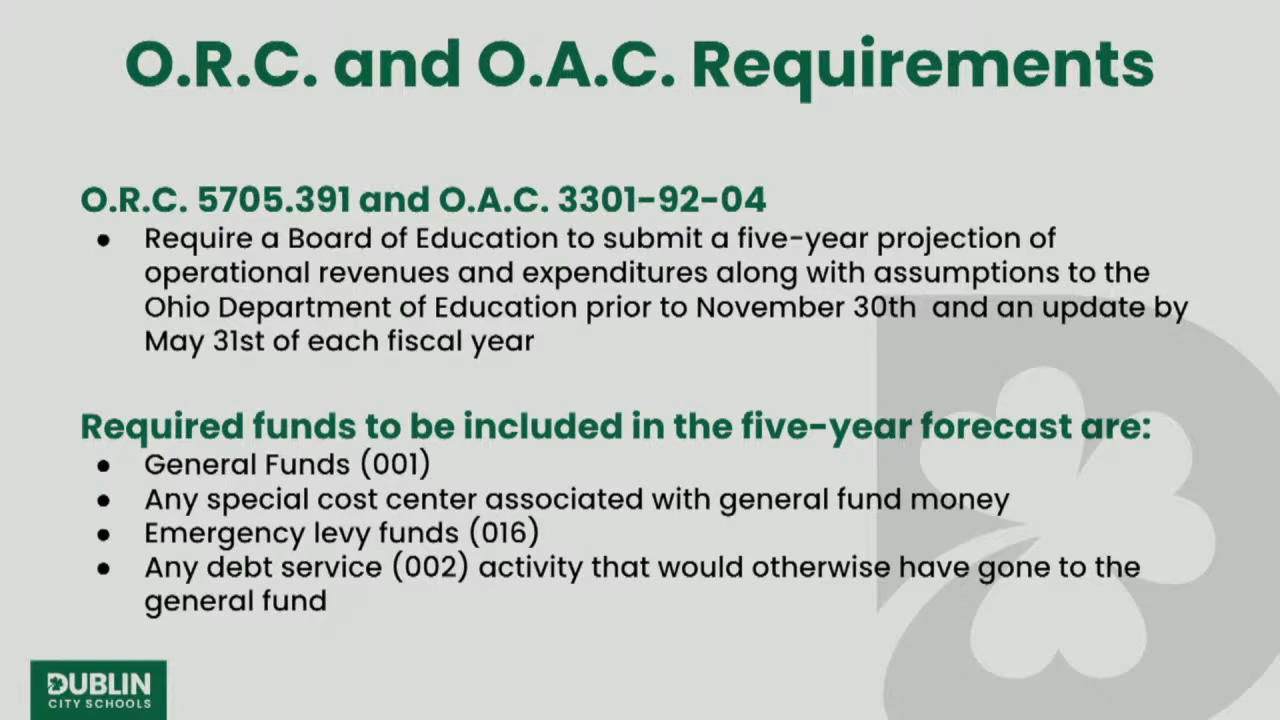 O.R.C. and O.A.C. Requirements
O.R.C. 5705.391 and O.A.C. 3301-92-04
● Require a Board of Education to submit a five-year projection of
operational revenues and expenditures along with assumptions to the
Ohio Department of Education prior to November 30th  and an update by
May 31st of each fiscal year
Required funds to be included in the five-year forecast are:
● General Funds (001)
● Any special cost center associated with general fund money
● Emergency levy funds (016)
● Any debt service (002) activity that would otherwise have gone to the
general fund
DUBLIN
CITY SCHOOLS